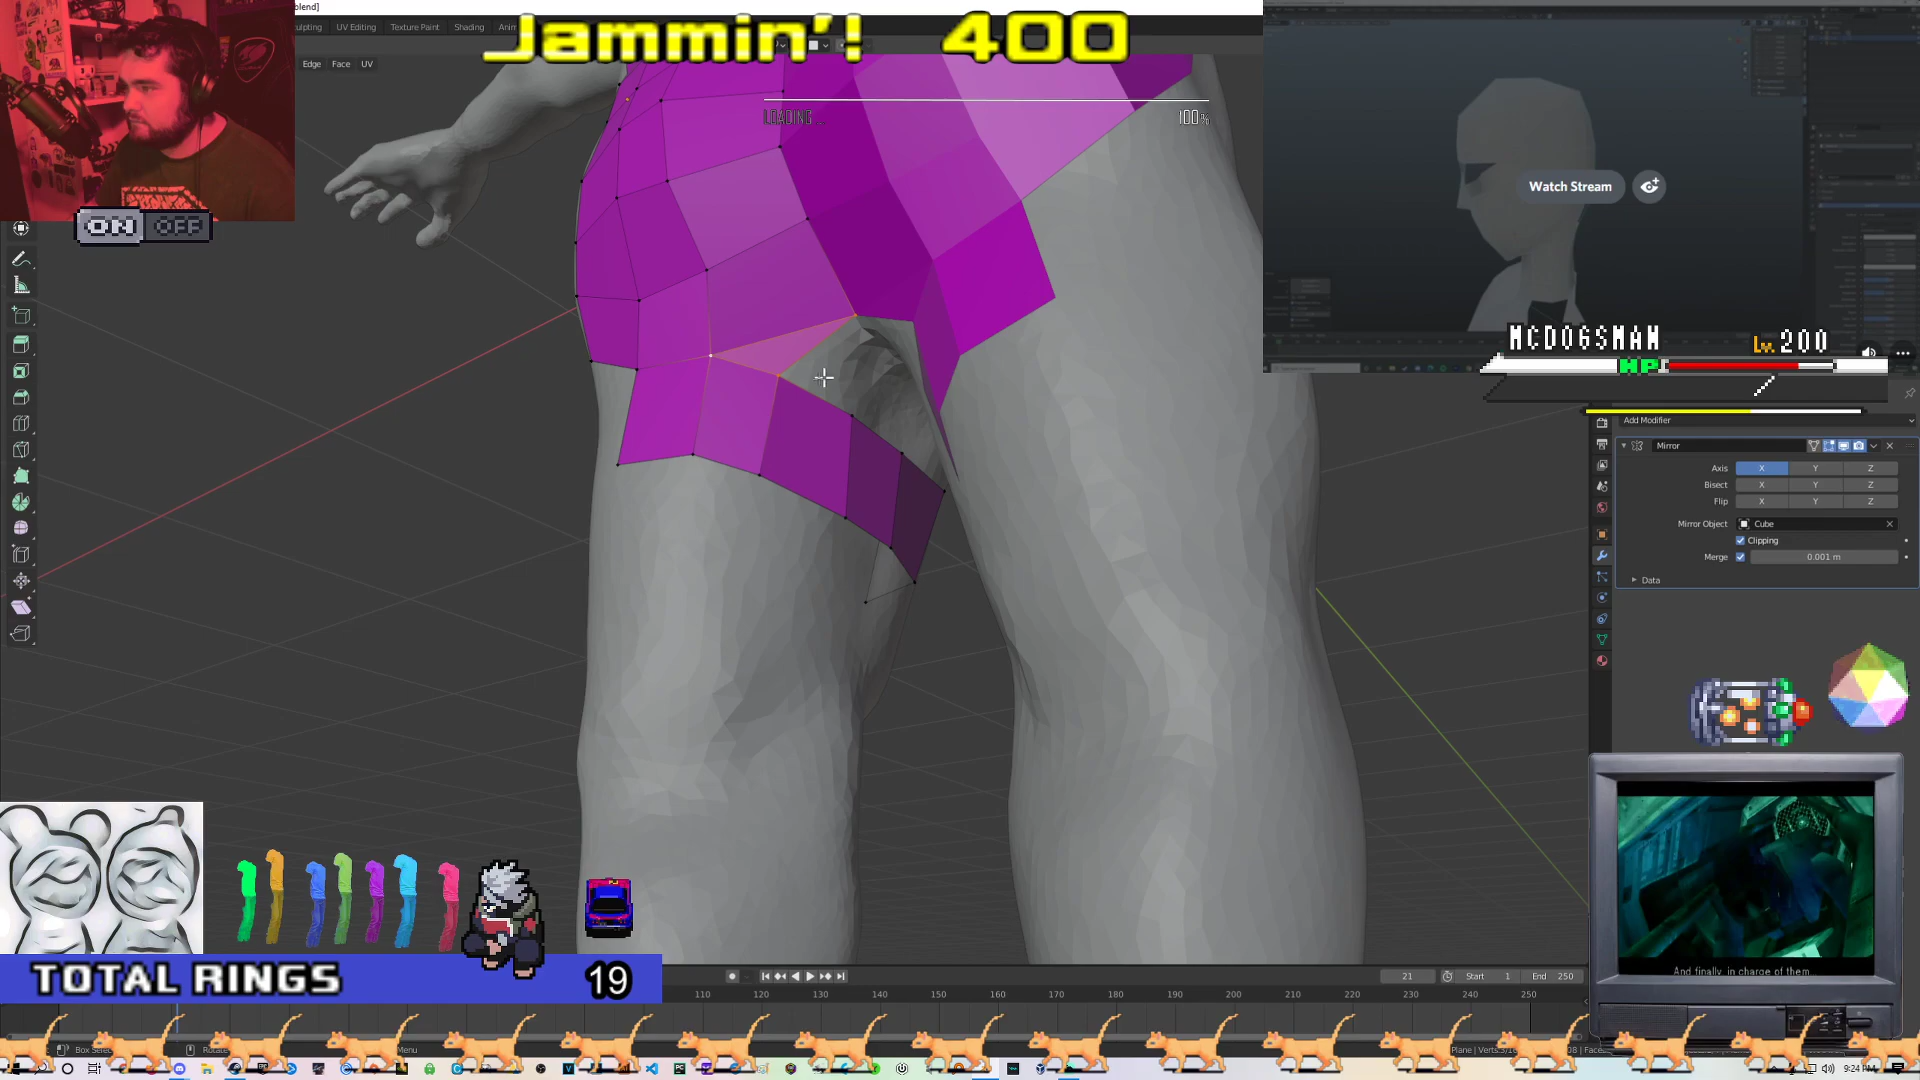 blend]
UV Editing
Texture Paint
Shading
Jammin'! 400
Edge Face UV
LOADING... 100%
ON OFF
Watch Stream
MCDOGSMAN Lv.200
HP
Add Modifier
Mirror
Axis X Y Z
Bisect X Y Z
Flip X Y Z
Mirror Object Cube
Clipping
Merge 0.001 m
Data
And finally, in charge of them...
TOTAL RINGS 19
21 Start 1 End 250
110 120 130 140 150 160 170 180 190 200 210 220 230 240 250
9:24 PM